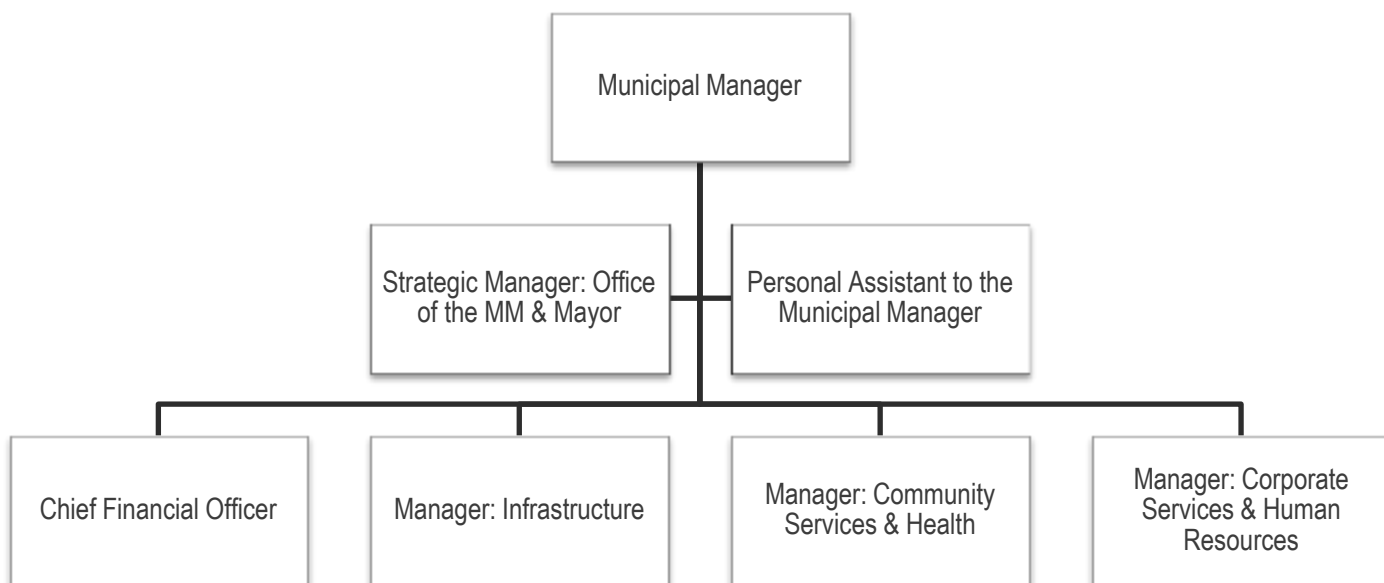 Municipal Manager
Strategic Manager: Office
of the MM & Mayor
Personal Assistant to the
Municipal Manager
Chief Financial Officer
Manager: Infrastructure
Manager: Community
Services & Health
Manager: Corporate
Services & Human
Resources